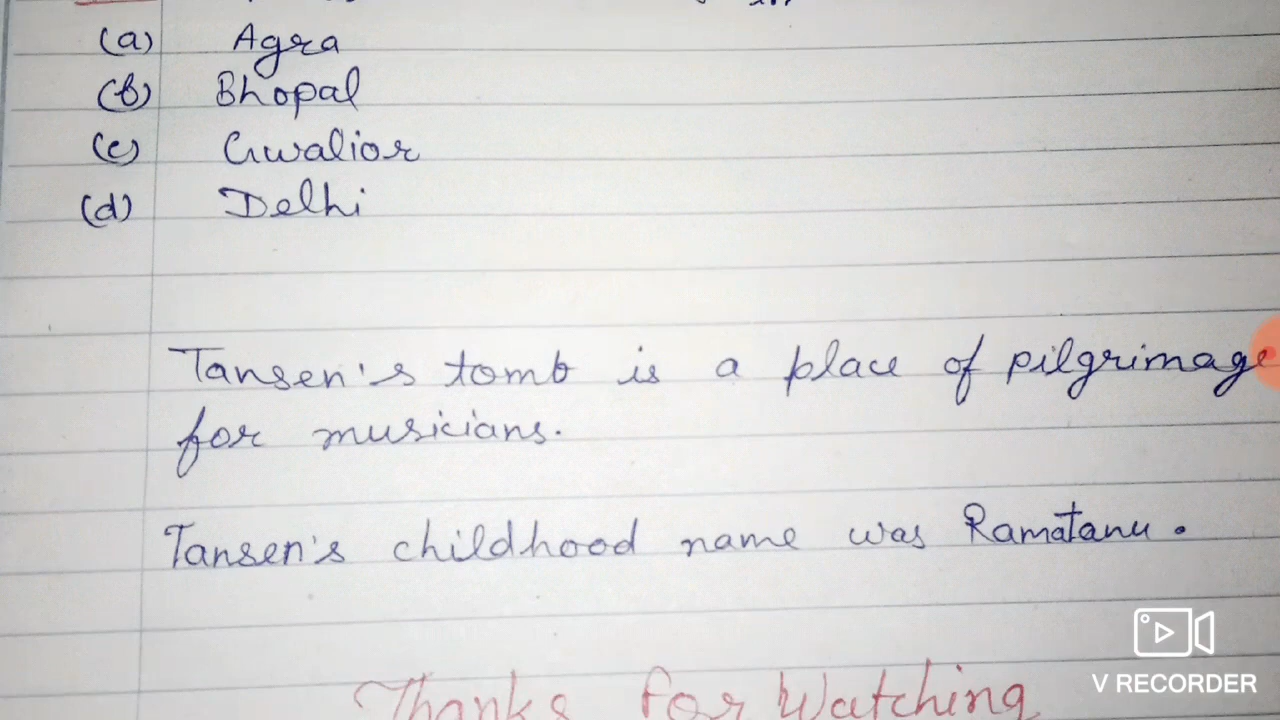 (a) Agra
(b) Bhopal
(c) Gwalior
(d) Delhi
Tansen's tomb is a place of pilgrimage
for musicians.
Tansen's childhood name was Ramatanu.
Thanks for Watching
V RECORDER